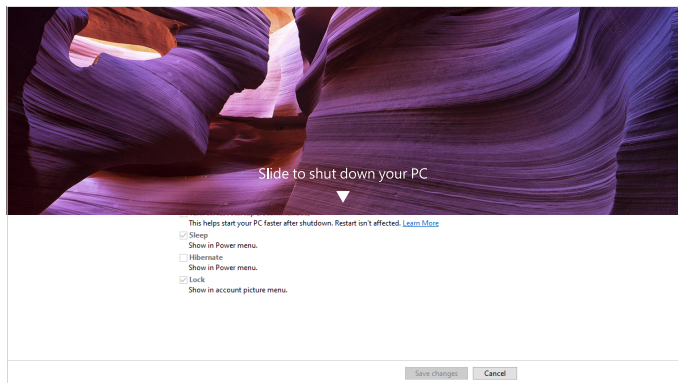 Slide to shut down your PC
This helps start your PC faster after shutdown. Restart isn't affected. Learn More
Sleep
Show in Power menu.
Hibernate
Show in Power menu.
Lock
Show in account picture menu.
Save changes Cancel